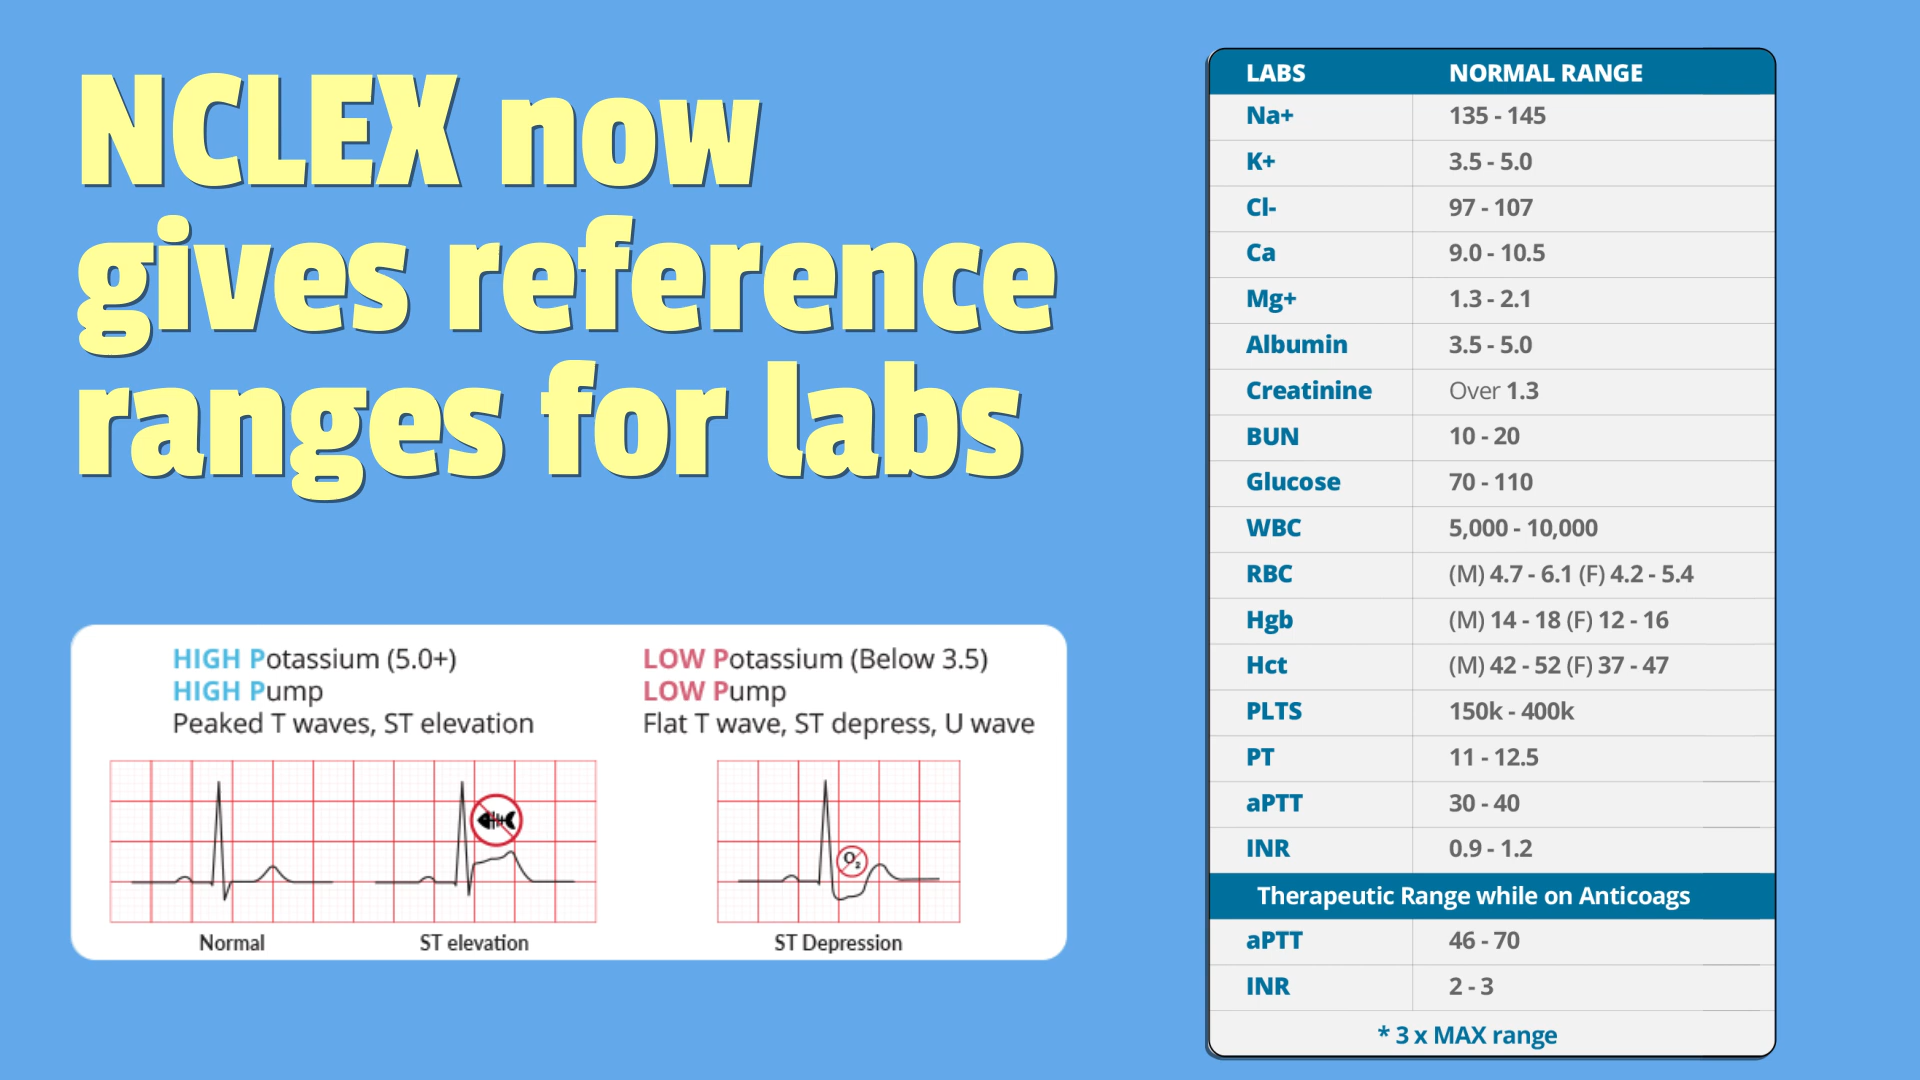 NCLEX now
gives reference
ranges for labs
HIGH Potassium (5.0+)
HIGH Pump
Peaked T waves, ST elevation
LOW Potassium (Below 3.5)
LOW Pump
Flat T wave, ST depress, U wave
O2
Normal
ST elevation
ST Depression
LABS NORMAL RANGE
Na+ 135 - 145
K+ 3.5 - 5.0
Cl- 97 - 107
Ca 9.0 - 10.5
Mg+ 1.3 - 2.1
Albumin 3.5 - 5.0
Creatinine Over 1.3
BUN 10 - 20
Glucose 70 - 110
WBC 5,000 - 10,000
RBC (M) 4.7 - 6.1 (F) 4.2 - 5.4
Hgb (M) 14 - 18 (F) 12 - 16
Hct (M) 42 - 52 (F) 37 - 47
PLTS 150k - 400k
PT 11 - 12.5
aPTT 30 - 40
INR 0.9 - 1.2
Therapeutic Range while on Anticoags
aPTT 46 - 70
INR 2 - 3
* 3 x MAX range